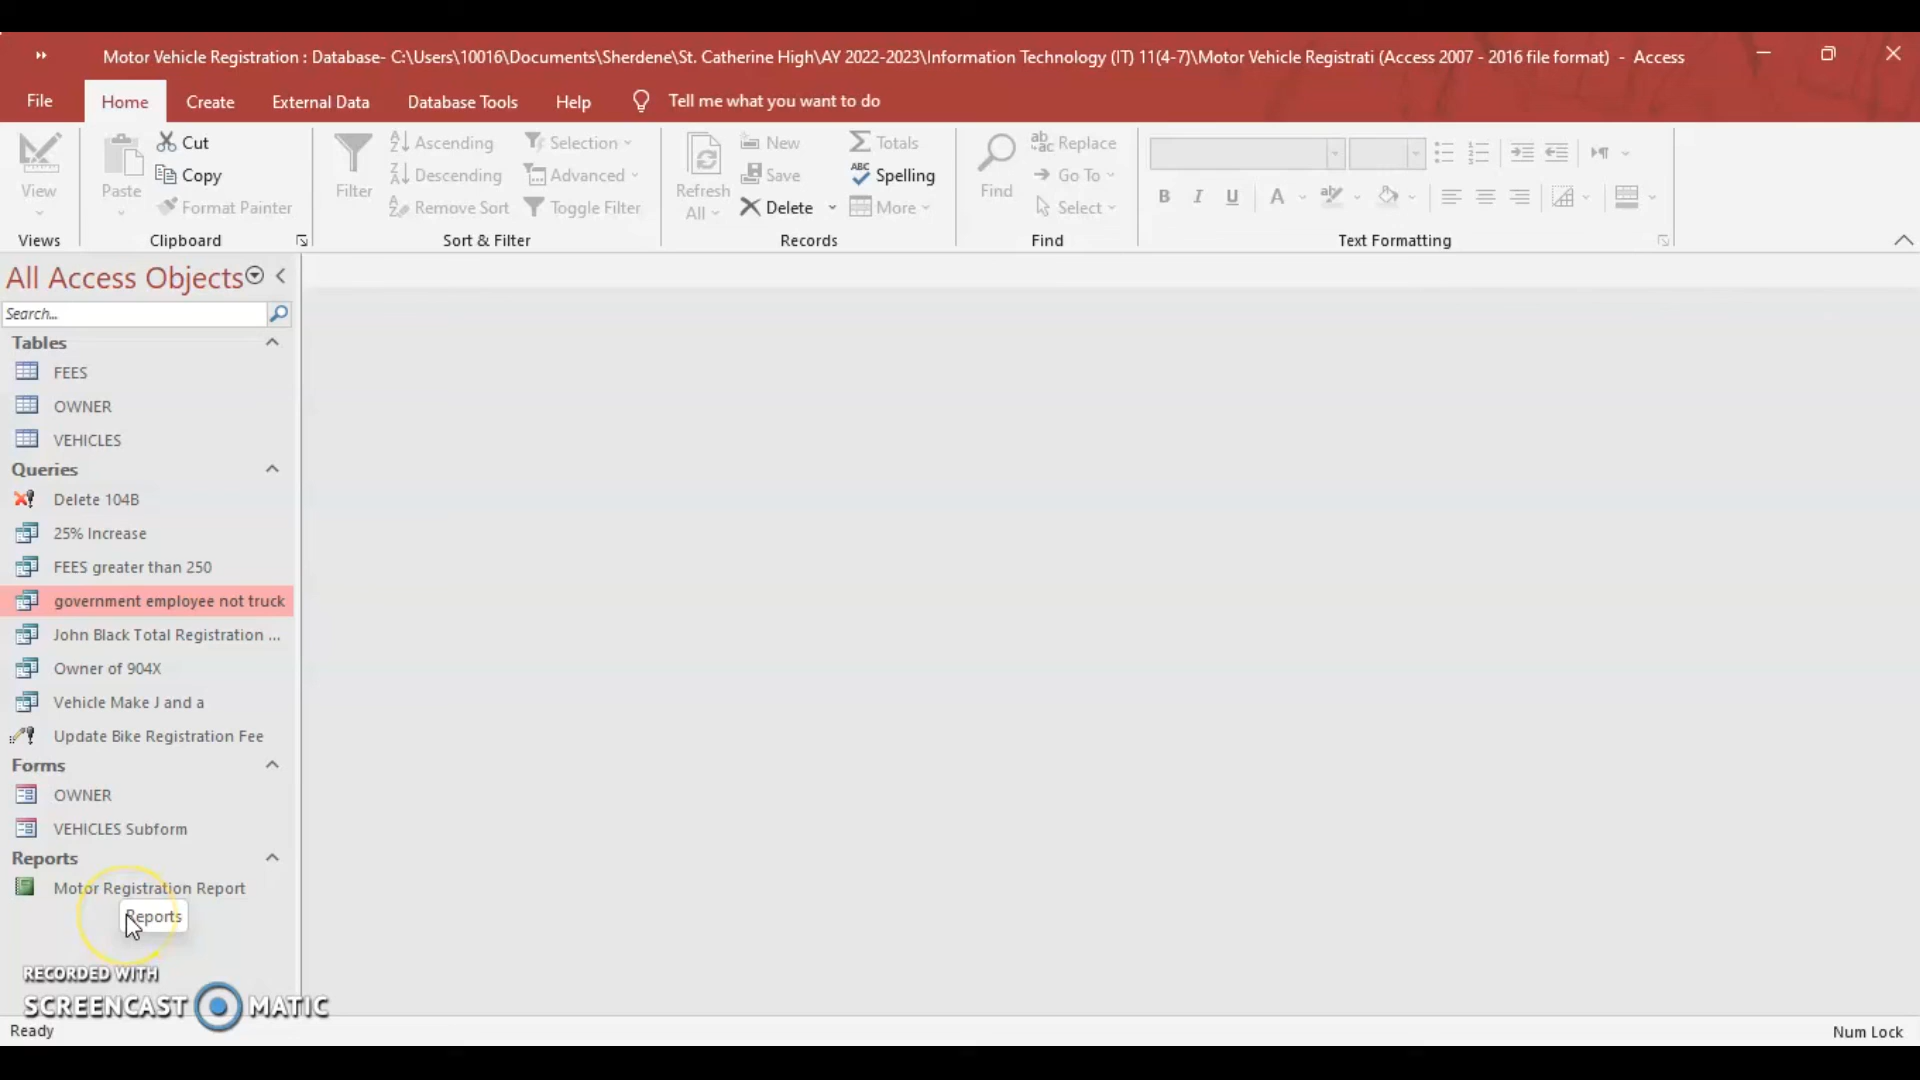 Motor Vehicle Registration : Database- C:\Users\10016\Documents\Sherdene\St. Catherine High\AY 2022-2023\Information Technology (IT) 11(4-7)\Motor Vehicle Registrati (Access 2007 - 2016 file format) - Access
File Home Create External Data Database Tools Help Tell me what you want to do
View
Views
Paste
Cut
Copy
Format Painter
Clipboard
Filter
Ascending
Descending
Remove Sort
Selection
Advanced
Toggle Filter
Sort & Filter
Refresh
All
New
Save
Delete
Totals
Spelling
More
Records
Find
Replace
Go To
Select
Find
B I U A
Text Formatting
All Access Objects
Search...
Tables
FEES
OWNER
VEHICLES
Queries
Delete 104B
25% Increase
FEES greater than 250
government employee not truck
John Black Total Registration ...
Owner of 904X
Vehicle Make J and a
Update Bike Registration Fee
Forms
OWNER
VEHICLES Subform
Reports
Motor Registration Report
Reports
RECORDED WITH
SCREENCAST MATIC
Ready
Num Lock